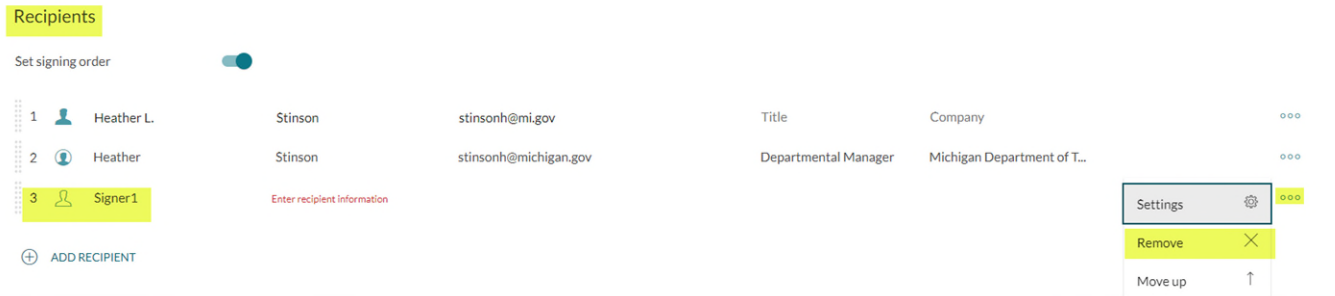 Recipients
Set signing order
1 Heather L. Stinson stinsonh@mi.gov Title Company
2 Heather Stinson stinsonh@michigan.gov Departmental Manager Michigan Department of T...
3 Signer1 Enter recipient information
Settings
Remove
ADD RECIPIENT
Move up